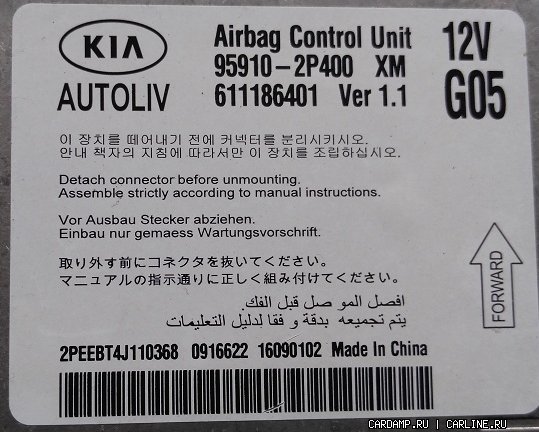 KIA
Airbag Control Unit
12V
95910-2P400 XM
AUTOLIV
611186401 Ver 1.1
G05
이 장치를 떼어내기 전에 커넥터를 분리시키시오.
안내 책자의 지침에 따라서만 이 장치를 조립하십시오.
Detach connector before unmounting.
Assemble strictly according to manual instructions.
Vor Ausbau Stecker abziehen.
Einbau nur gemaess Wartungsvorschrift.
取り外す前にコネクタを抜いてください。
マニュアルの指示通りに正しく組み付けてください。
افصل الموصل قبل الفك.
يتم تجميعه بدقة و فقا لدليل التعليمات
FORWARD
2PEEBT4J110368 0916622 16090102 Made In China
CARDAMP.RU | CARLINE.RU